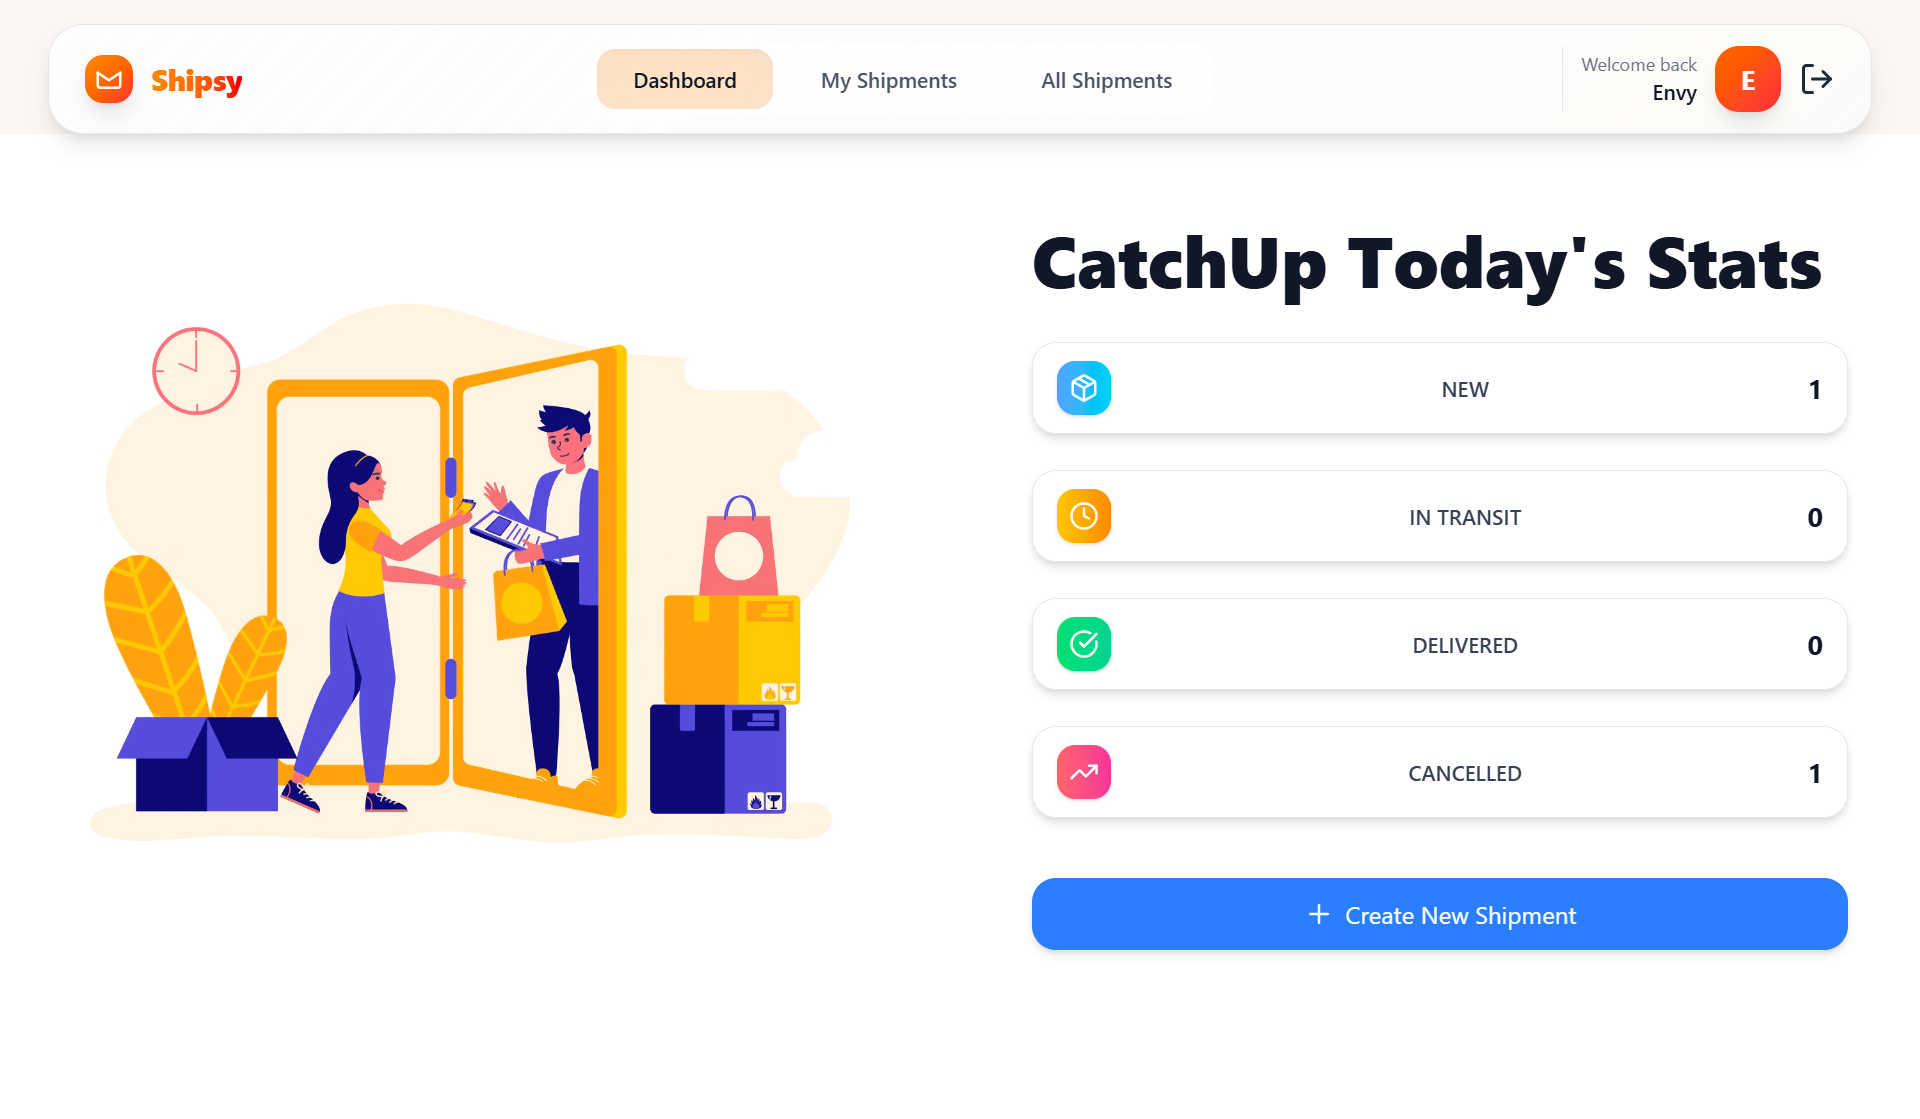 Shipsy
Dashboard
My Shipments
All Shipments
Welcome back
Envy
E
CatchUp Today's Stats
NEW
1
IN TRANSIT
0
DELIVERED
0
CANCELLED
1
Create New Shipment